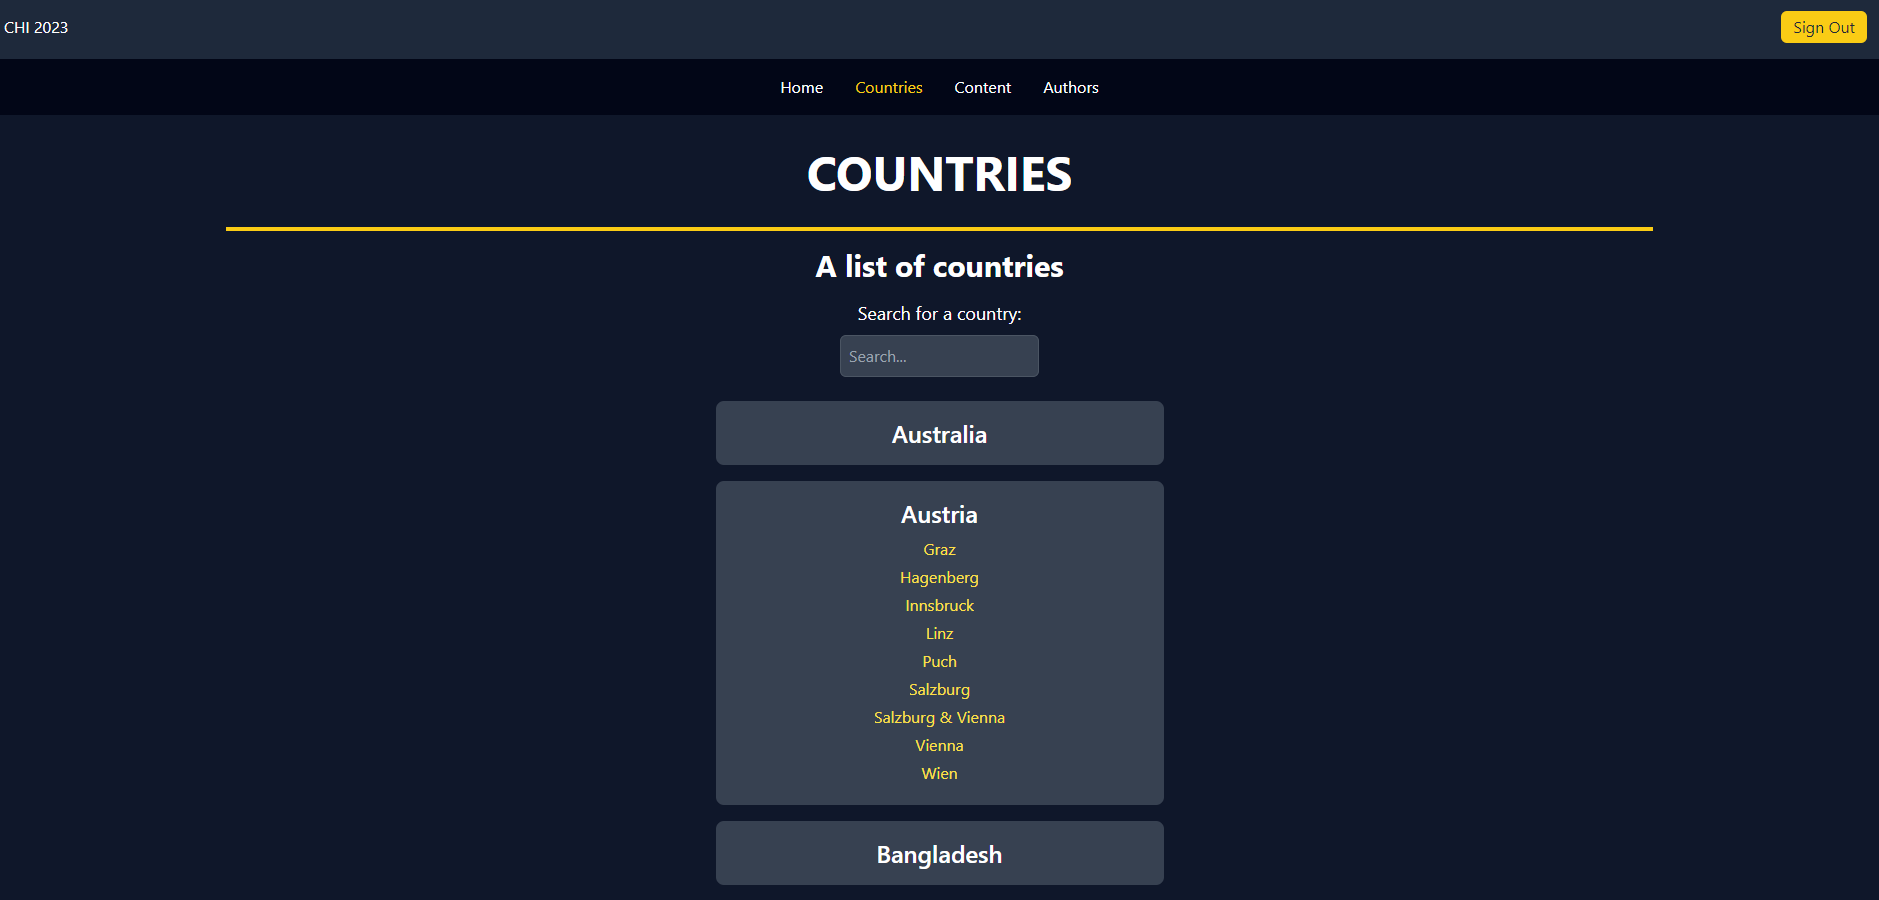 CHI 2023
Sign Out
Home Countries Content Authors
COUNTRIES
A list of countries
Search for a country:
Search...
Australia
Austria
Graz
Hagenberg
Innsbruck
Linz
Puch
Salzburg
Salzburg & Vienna
Vienna
Wien
Bangladesh